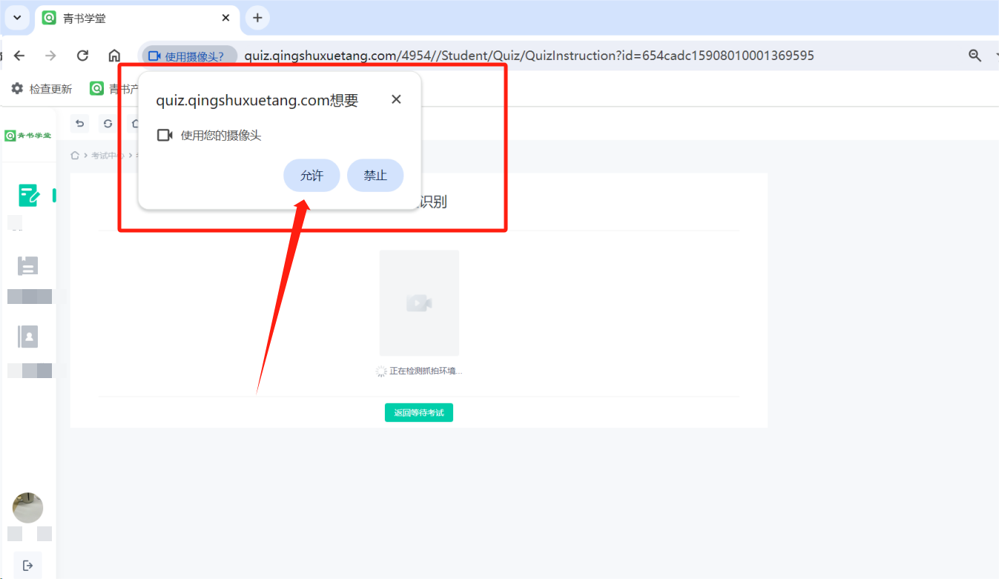 青书学堂
使用摄像头?
quiz.qingshuxuetang.com/4954//Student/Quiz/QuizInstruction?id=654cadc15908010001369595
检查更新
青书产
quiz.qingshuxuetang.com想要
使用您的摄像头
允许
禁止
青书学堂
考试中心
识别
正在检测抓拍环境...
返回等待考试